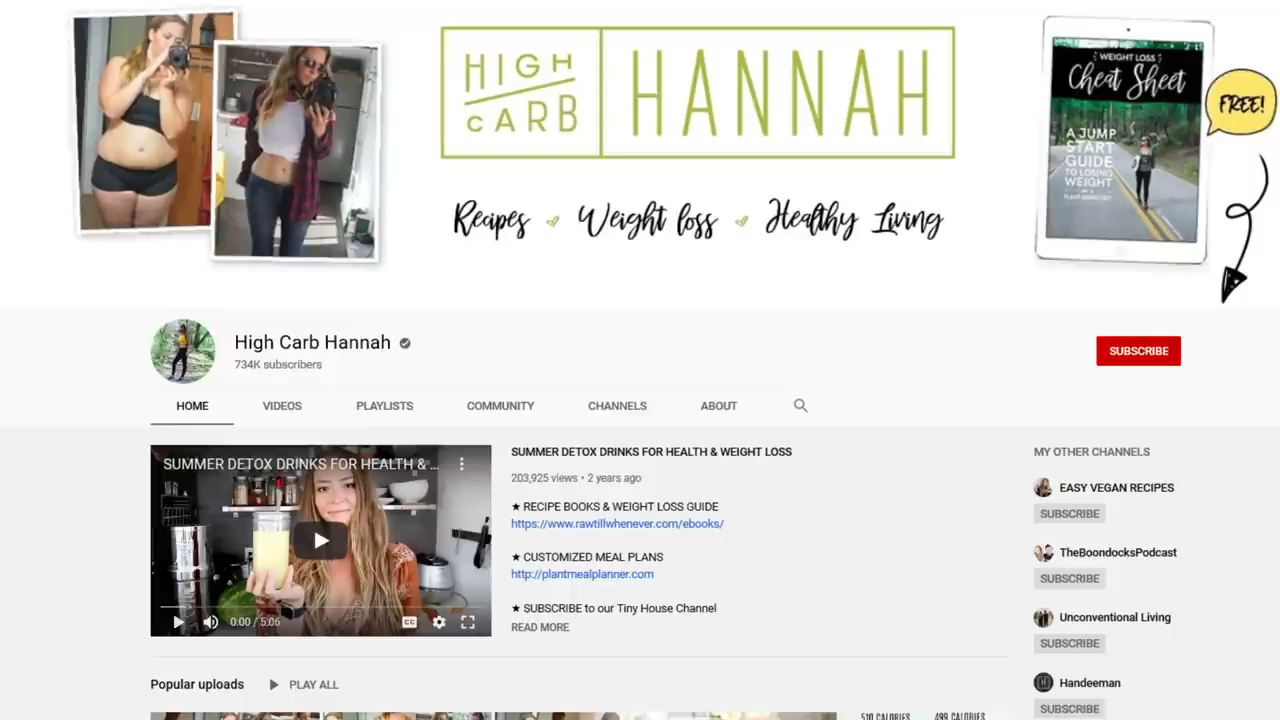 HIGH
CARB
HANNAH
Recipes
Weight loss
Healthy Living
WEIGHT LOSS
Cheat Sheet
A JUMP
START
GUIDE
TO LOSING
WEIGHT
FREE!
High Carb Hannah
734K subscribers
SUBSCRIBE
HOME VIDEOS PLAYLISTS COMMUNITY CHANNELS ABOUT
SUMMER DETOX DRINKS FOR HEALTH & ...
0:00 / 5:06
CC
SUMMER DETOX DRINKS FOR HEALTH & WEIGHT LOSS
203,925 views • 2 years ago
★ RECIPE BOOKS & WEIGHT LOSS GUIDE
https://www.rawtillwhenever.com/ebooks/
★ CUSTOMIZED MEAL PLANS
http://plantmealplanner.com
★ SUBSCRIBE to our Tiny House Channel
READ MORE
MY OTHER CHANNELS
EASY VEGAN RECIPES
SUBSCRIBE
TheBoondocksPodcast
SUBSCRIBE
Unconventional Living
SUBSCRIBE
Handeeman
SUBSCRIBE
Popular uploads PLAY ALL
510 CALORIES 499 CALORIES